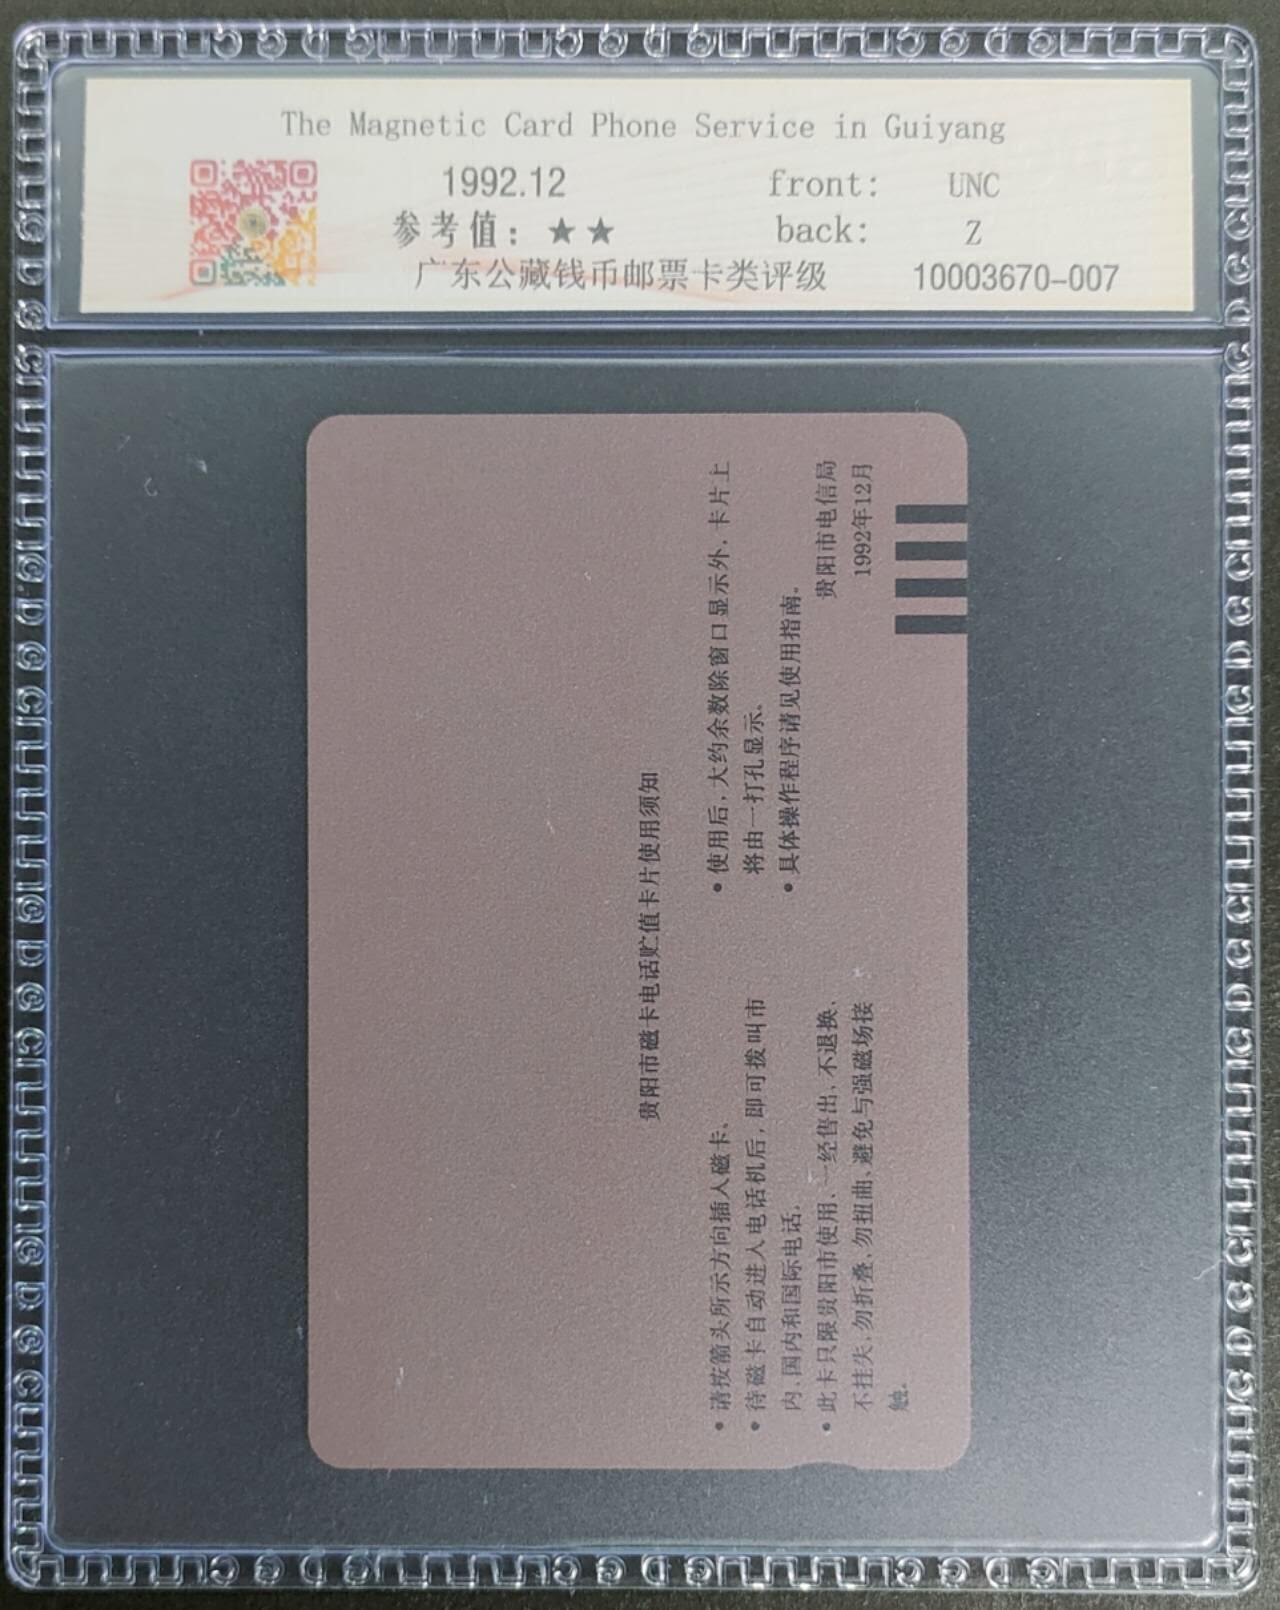 The Magnetic Card Phone Service in Guiyang
1992.12 front: UNC
参考值：★★ back: Z
广东公藏钱币邮票卡类评级 10003670-007
贵阳市磁卡电话贮值卡片使用须知
•请按箭头所示方向插入磁卡。
•待磁卡自动进入电话机后，即可拨叫市
内、国内和国际电话。
•此卡只限贵阳市使用、一经售出，不退换、
不挂失，勿折叠、勿扭曲、避免与强磁场接
触。
•使用后，大约余数除窗口显示外，卡片上
将由一打孔显示。
•具体操作程序请见使用指南。
贵阳市电信局
1992年12月